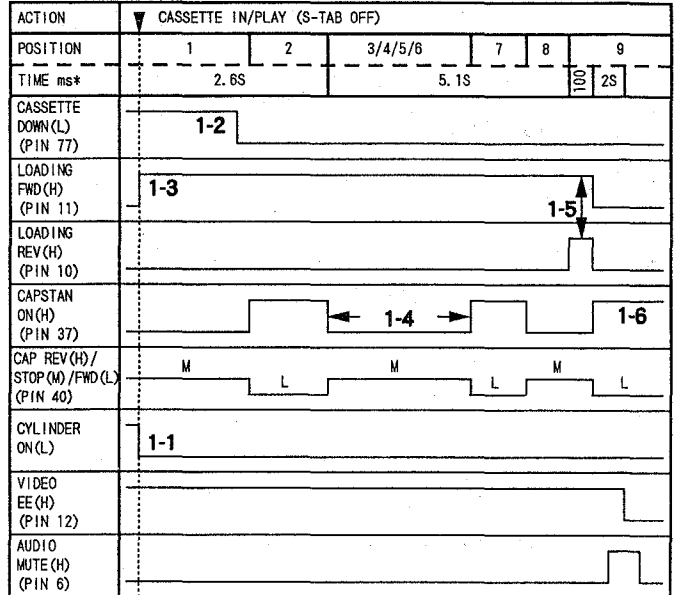 ACTION CASSETTE IN/PLAY (S-TAB OFF)
POSITION 1 2 3/4/5/6 7 8 9
TIME ms* 2.6S 5.1S 100 2S
CASSETTE
DOWN(L)
(PIN 77)
1-2
LOADING
FWD(H)
(PIN 11)
1-3
1-5
LOADING
REV(H)
(PIN 10)
CAPSTAN
ON(H)
(PIN 37)
1-4
1-6
CAP REV(H)/
STOP(M)/FWD(L)
(PIN 40)
M L M L M L
CYLINDER
ON(L)
1-1
VIDEO
EE(H)
(PIN 12)
AUDIO
MUTE(H)
(PIN 6)